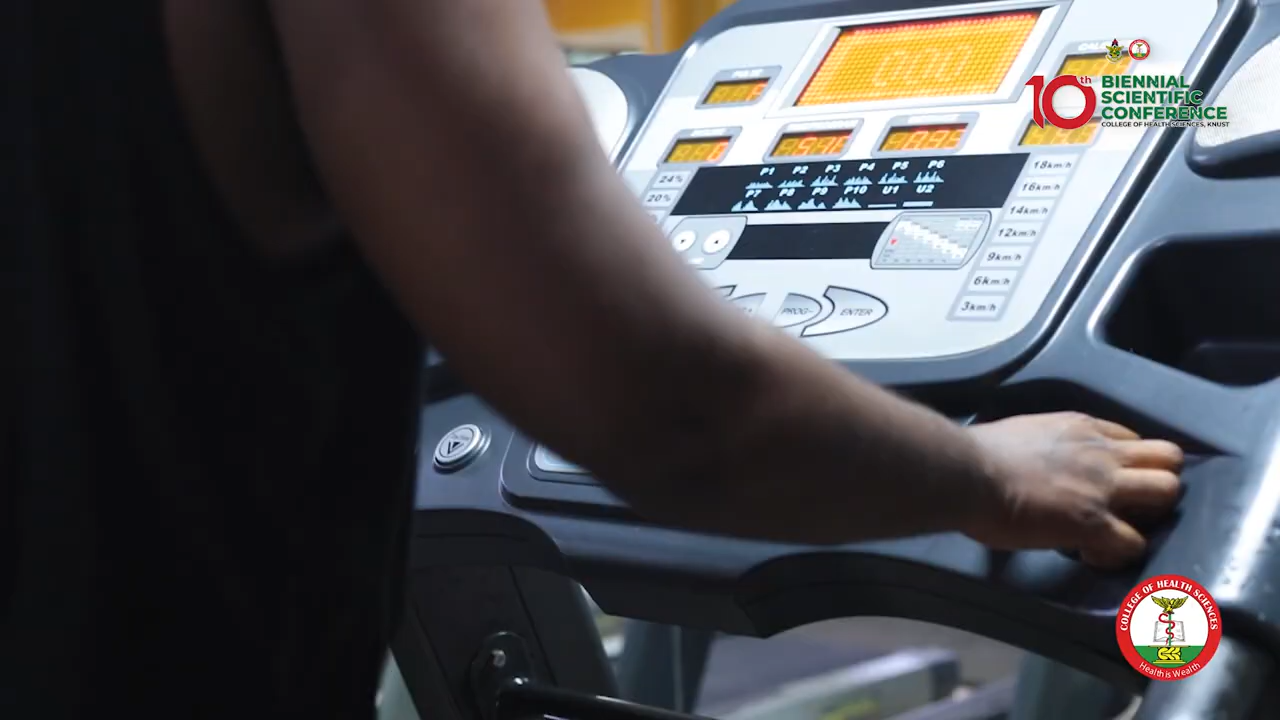 10th BIENNIAL
SCIENTIFIC
CONFERENCE
COLLEGE OF HEALTH SCIENCES, KNUST
P1 P2 P3 P4 P5 P6
P7 P8 P9 P10 U1 U2
24%
20%
18km/h
16km/h
14km/h
12km/h
9km/h
6km/h
3km/h
PROG-
ENTER
COLLEGE OF HEALTH SCIENCES
Health is Wealth